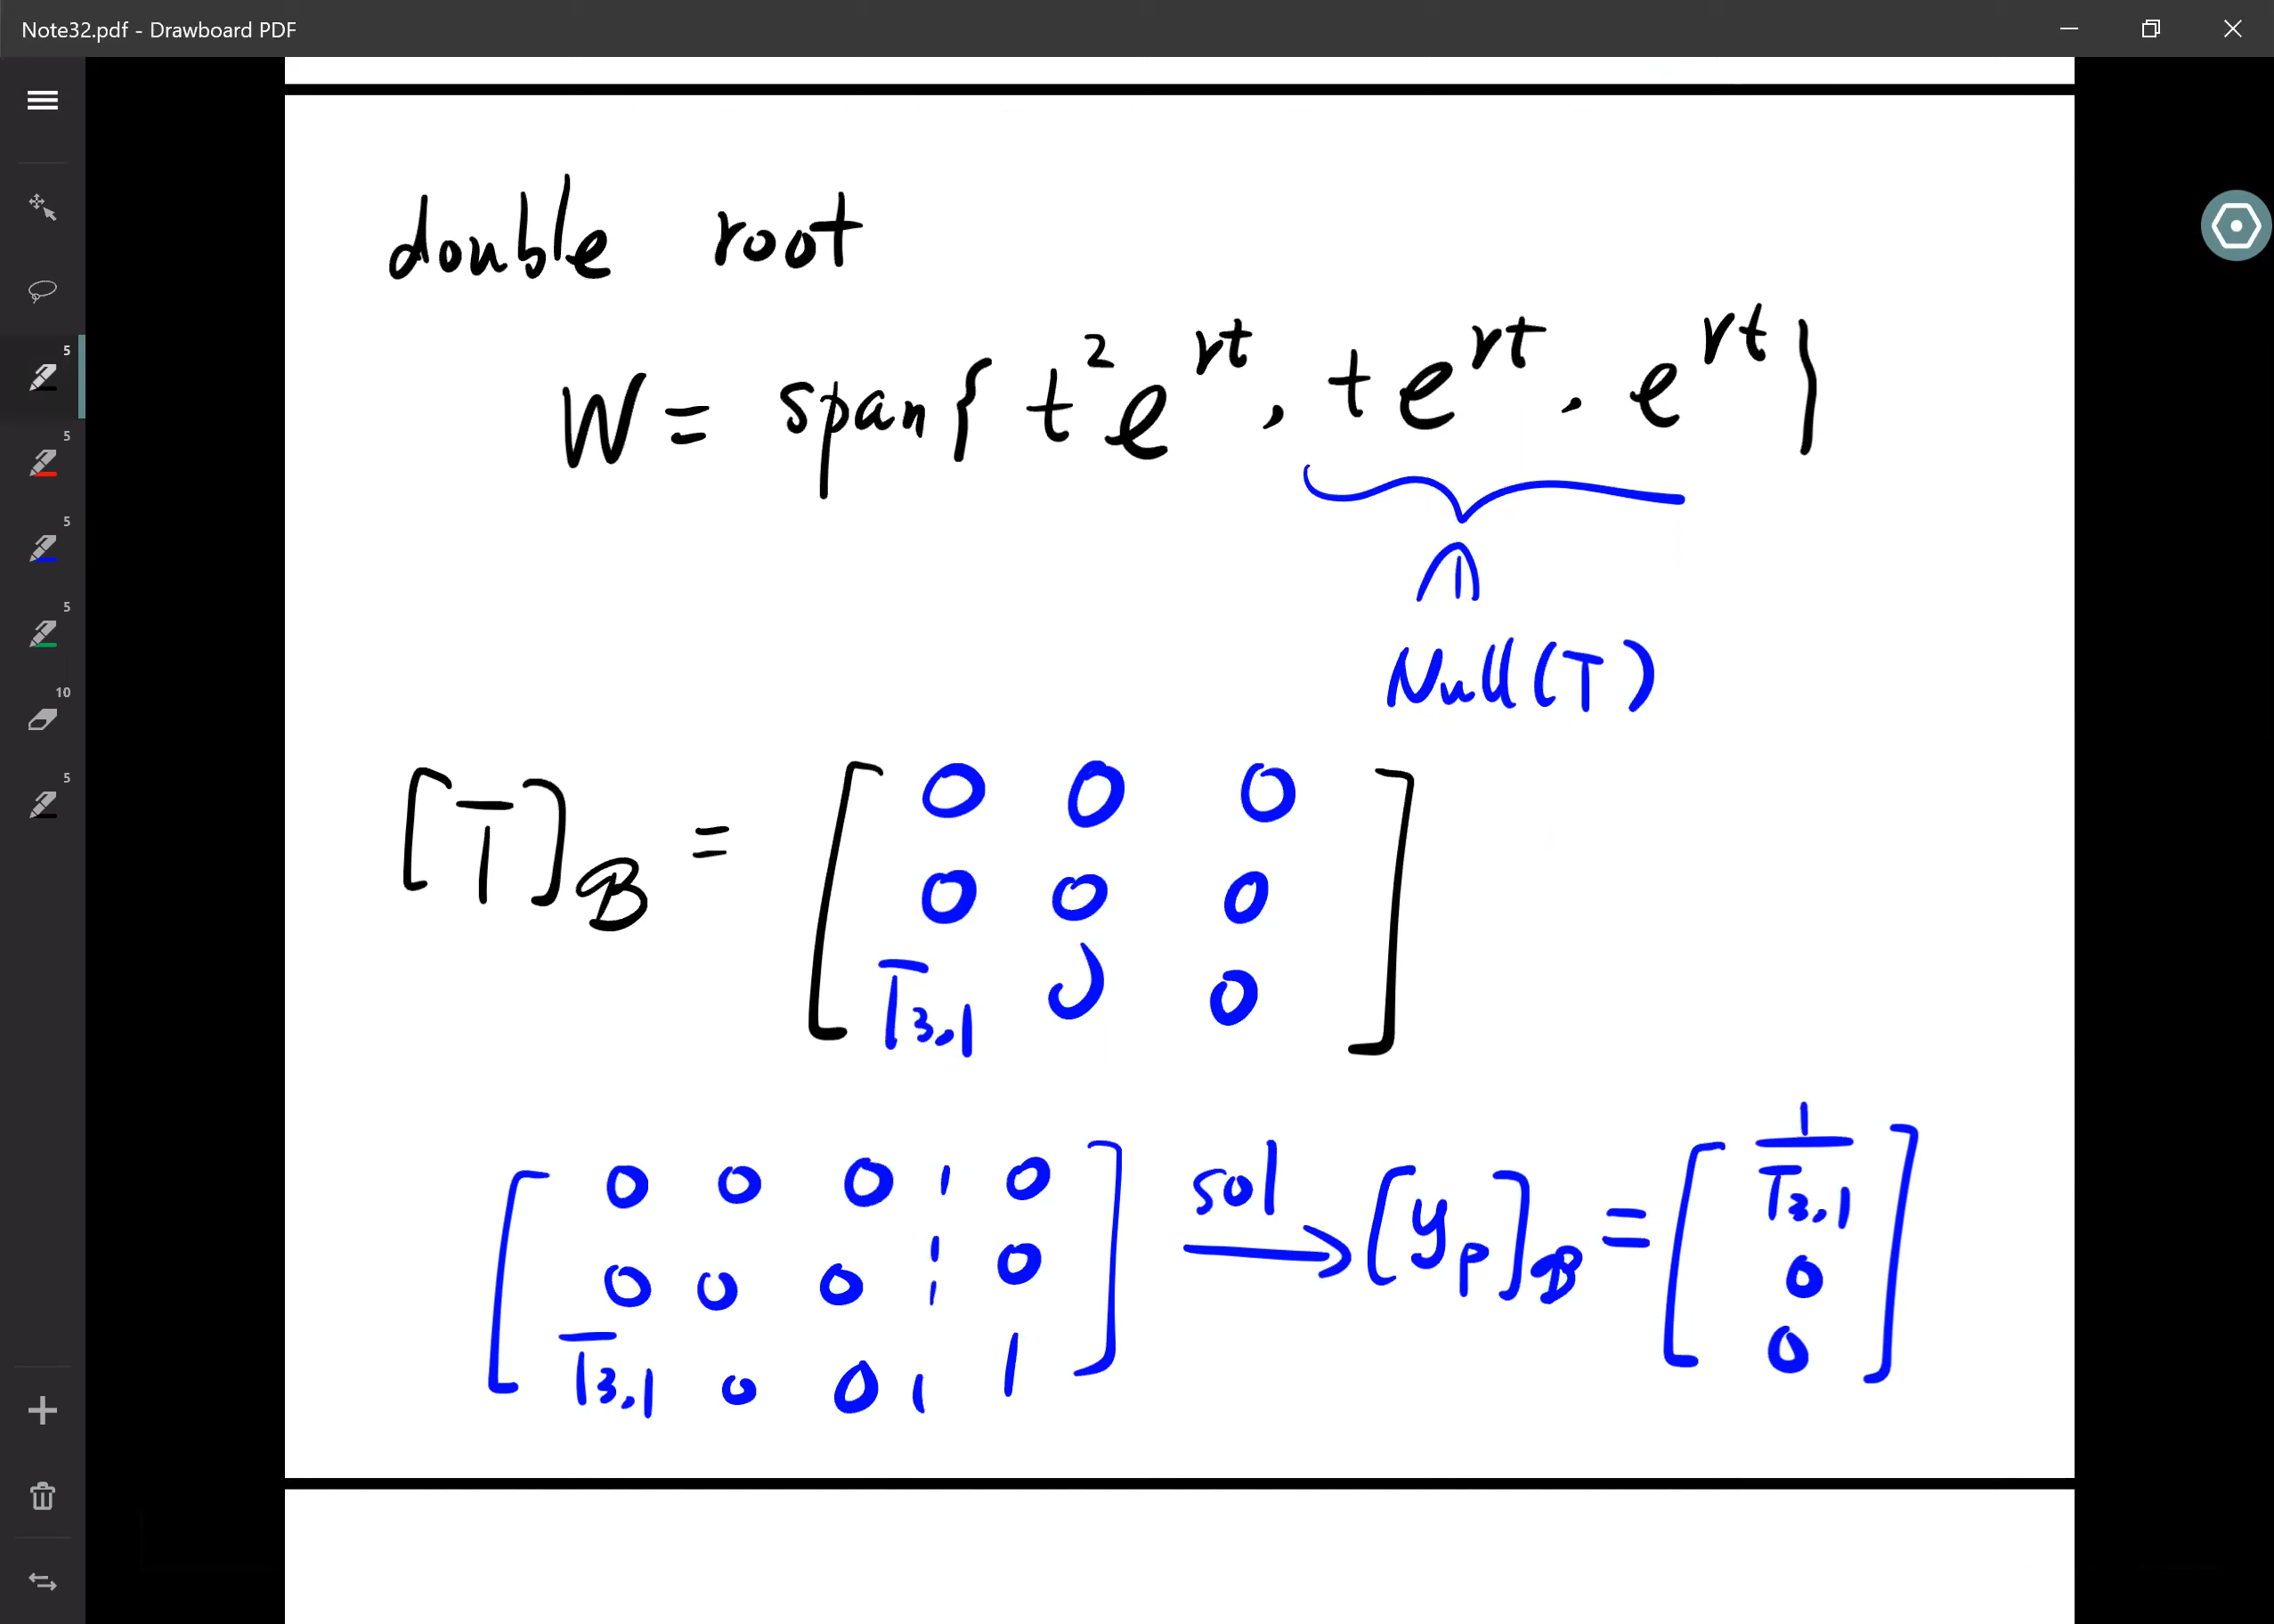 Note32.pdf - Drawboard PDF
5
5
5
5
10
5
double root
W = span{ t²e^{rt}, te^{rt}, e^{rt} }
∩
Null(T)
[T]_B = [ 0 0 0
0 0 0
T_{3,1} 0 0 ]
[ 0 0 0 | 0
0 0 0 | 0
T_{3,1} 0 0 | 1 ] sol → [y_p]_B = [ 1/T_{3,1}
0
0 ]